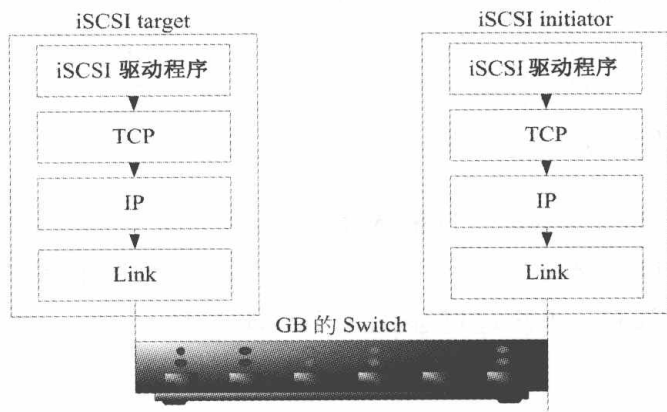 iSCSI target
iSCSI 驱动程序
TCP
IP
Link
iSCSI initiator
iSCSI 驱动程序
TCP
IP
Link
GB 的 Switch